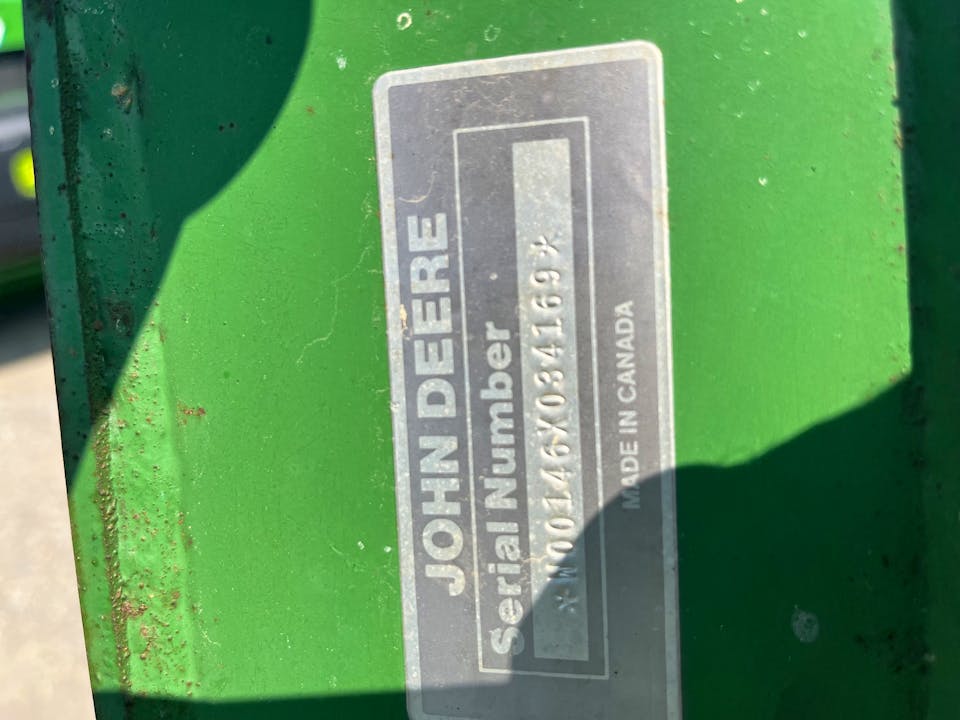 JOHN DEERE
Serial Number
*W00146X034169*
MADE IN CANADA